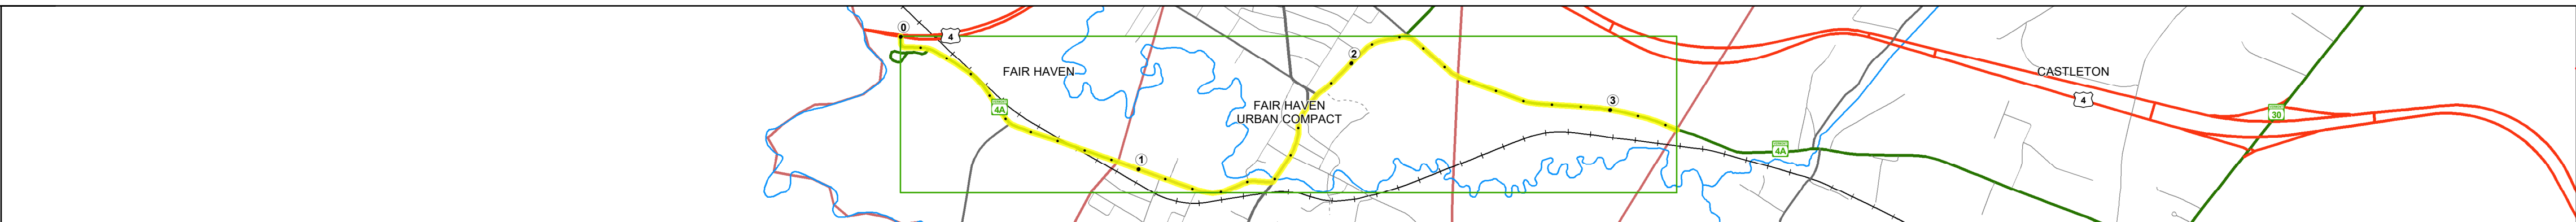 0
4
FAIR HAVEN
4A
1
2
FAIR HAVEN
URBAN COMPACT
3
4A
CASTLETON
4
30